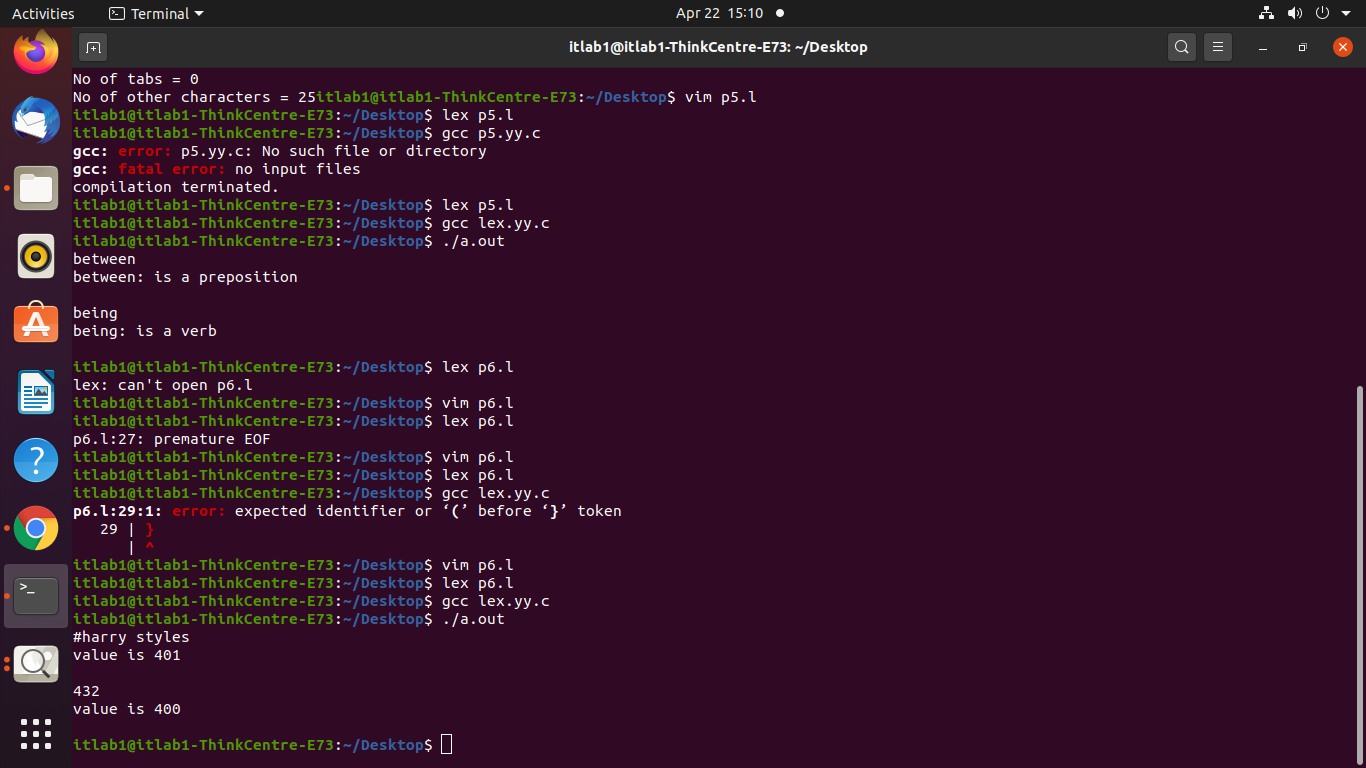 Activities Terminal Apr 22 15:10
itlab1@itlab1-ThinkCentre-E73: ~/Desktop
No of tabs = 0
No of other characters = 25itlab1@itlab1-ThinkCentre-E73:~/Desktop$ vim p5.l
itlab1@itlab1-ThinkCentre-E73:~/Desktop$ lex p5.l
itlab1@itlab1-ThinkCentre-E73:~/Desktop$ gcc p5.yy.c
gcc: error: p5.yy.c: No such file or directory
gcc: fatal error: no input files
compilation terminated.
itlab1@itlab1-ThinkCentre-E73:~/Desktop$ lex p5.l
itlab1@itlab1-ThinkCentre-E73:~/Desktop$ gcc lex.yy.c
itlab1@itlab1-ThinkCentre-E73:~/Desktop$ ./a.out
between
between: is a preposition
being
being: is a verb
itlab1@itlab1-ThinkCentre-E73:~/Desktop$ lex p6.l
lex: can't open p6.l
itlab1@itlab1-ThinkCentre-E73:~/Desktop$ vim p6.l
itlab1@itlab1-ThinkCentre-E73:~/Desktop$ lex p6.l
p6.l:27: premature EOF
itlab1@itlab1-ThinkCentre-E73:~/Desktop$ vim p6.l
itlab1@itlab1-ThinkCentre-E73:~/Desktop$ lex p6.l
itlab1@itlab1-ThinkCentre-E73:~/Desktop$ gcc lex.yy.c
p6.l:29:1: error: expected identifier or ‘(’ before ‘}’ token
   29 | }
      | ^
itlab1@itlab1-ThinkCentre-E73:~/Desktop$ vim p6.l
itlab1@itlab1-ThinkCentre-E73:~/Desktop$ lex p6.l
itlab1@itlab1-ThinkCentre-E73:~/Desktop$ gcc lex.yy.c
itlab1@itlab1-ThinkCentre-E73:~/Desktop$ ./a.out
#harry styles
value is 401
432
value is 400
itlab1@itlab1-ThinkCentre-E73:~/Desktop$